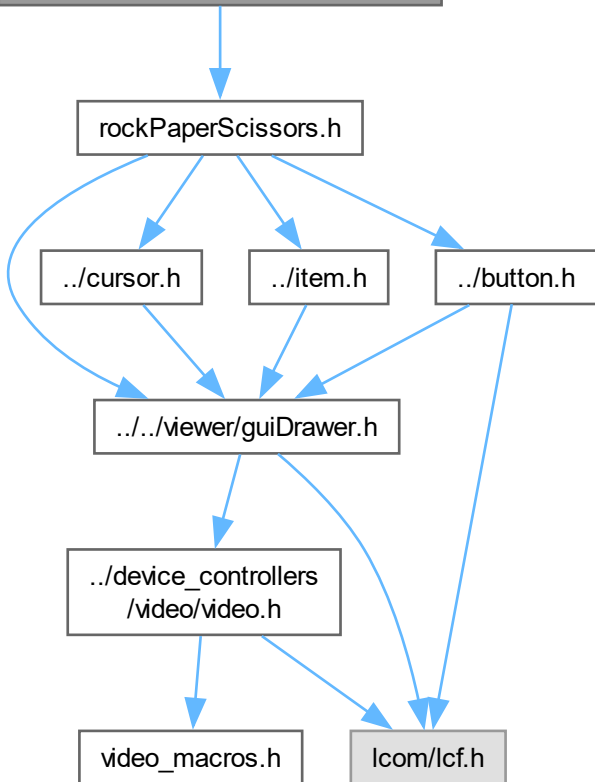 rockPaperScissors.h
../cursor.h
../item.h
../button.h
../../viewer/guiDrawer.h
../device_controllers
/video/video.h
video_macros.h
lcom/lcf.h